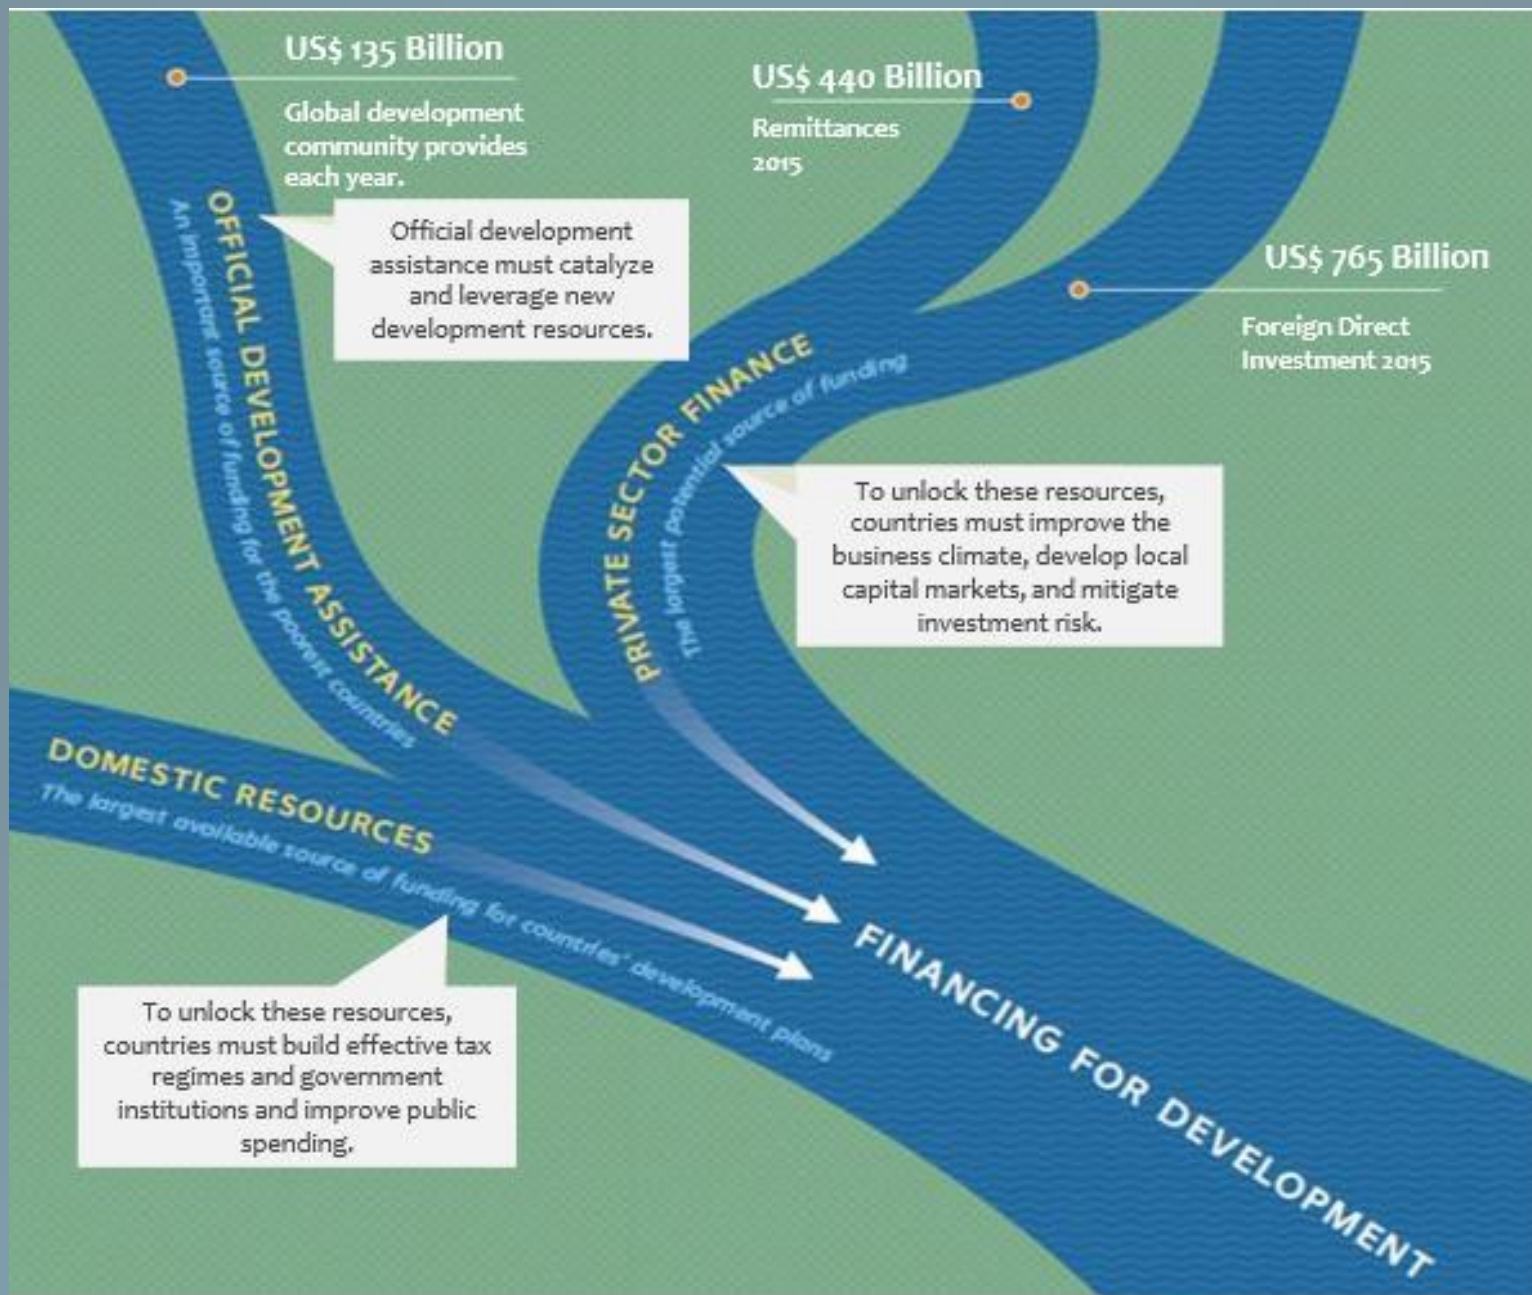 US$ 135 Billion
Global development
community provides
each year.
US$ 440 Billion
Remittances
2015
US$ 765 Billion
Foreign Direct
Investment 2015
OFFICIAL DEVELOPMENT ASSISTANCE
An important source of funding for the poorest countries
Official development
assistance must catalyze
and leverage new
development resources.
PRIVATE SECTOR FINANCE
The largest potential source of funding
To unlock these resources,
countries must improve the
business climate, develop local
capital markets, and mitigate
investment risk.
DOMESTIC RESOURCES
The largest available source of funding for countries' development plans
To unlock these resources,
countries must build effective tax
regimes and government
institutions and improve public
spending.
FINANCING FOR DEVELOPMENT